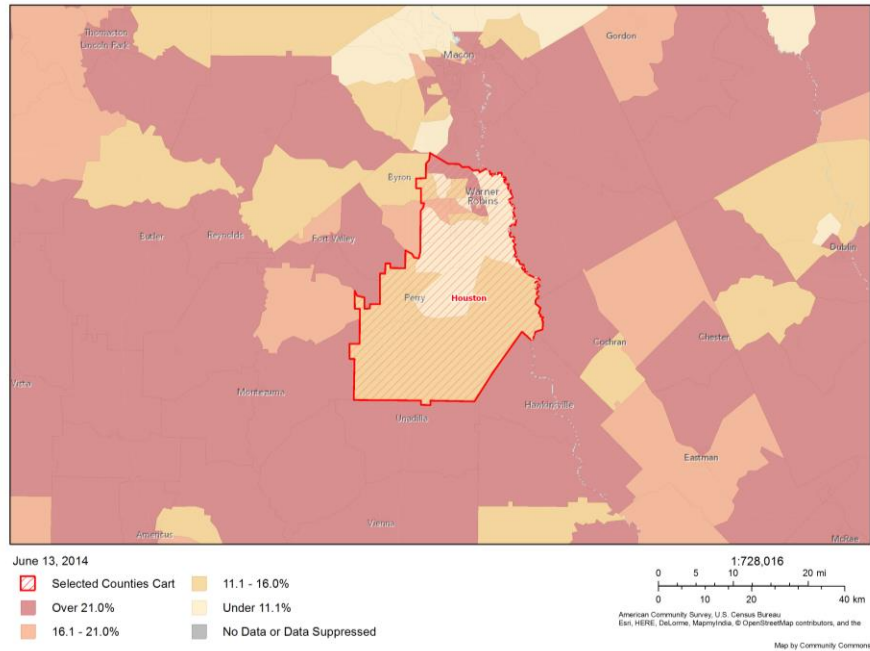 Thomaston
Lincoln Park
Gordon
Macon
Byron
Warner
Robins
Butler
Reynolds
Fort Valley
Dublin
Perry
Houston
Cochran
Chester
Vista
Montezuma
Hawkinsville
Unadilla
Eastman
Americus
Vienna
McRae
June 13, 2014
1:728,016
Selected Counties Cart
Over 21.0%
16.1 - 21.0%
11.1 - 16.0%
Under 11.1%
No Data or Data Suppressed
0 5 10 20 mi
0 10 20 40 km
American Community Survey, U.S. Census Bureau
Esri, HERE, DeLorme, MapmyIndia, © OpenStreetMap contributors, and the
Map by Community Commons